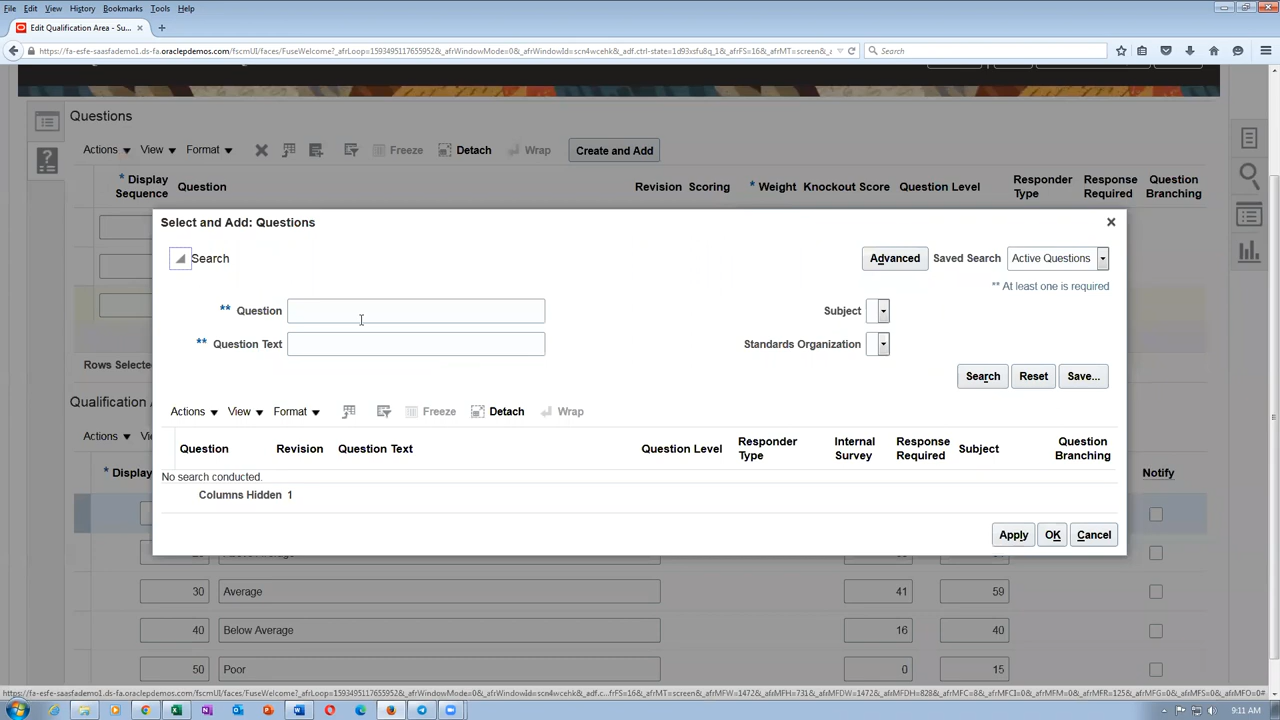 File Edit View History Bookmarks Tools Help
Edit Qualification Area - Su...
Search
Questions
Actions View Format Freeze Detach Wrap Create and Add
* Display Sequence Question Revision Scoring * Weight Knockout Score Question Level Responder Type Response Required Question Branching
Select and Add: Questions
Search Advanced Saved Search Active Questions
** At least one is required
** Question Subject
** Question Text Standards Organization
Search Reset Save...
Rows Selected
Qualification A
Actions View Format Freeze Detach Wrap
Actions Vi
Question Revision Question Text Question Level Responder Type Internal Survey Response Required Subject Question Branching
* Display Notify
No search conducted.
Columns Hidden 1
Apply OK Cancel
30 Average 41 59
40 Below Average 16 40
50 Poor 0 15
9:11 AM